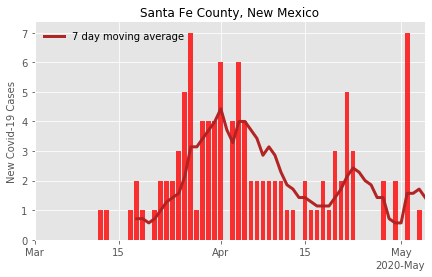 Santa Fe County, New Mexico
7 day moving average
New Covid-19 Cases
7
6
5
4
3
2
1
0
Mar 15 Apr 15 May
2020-May